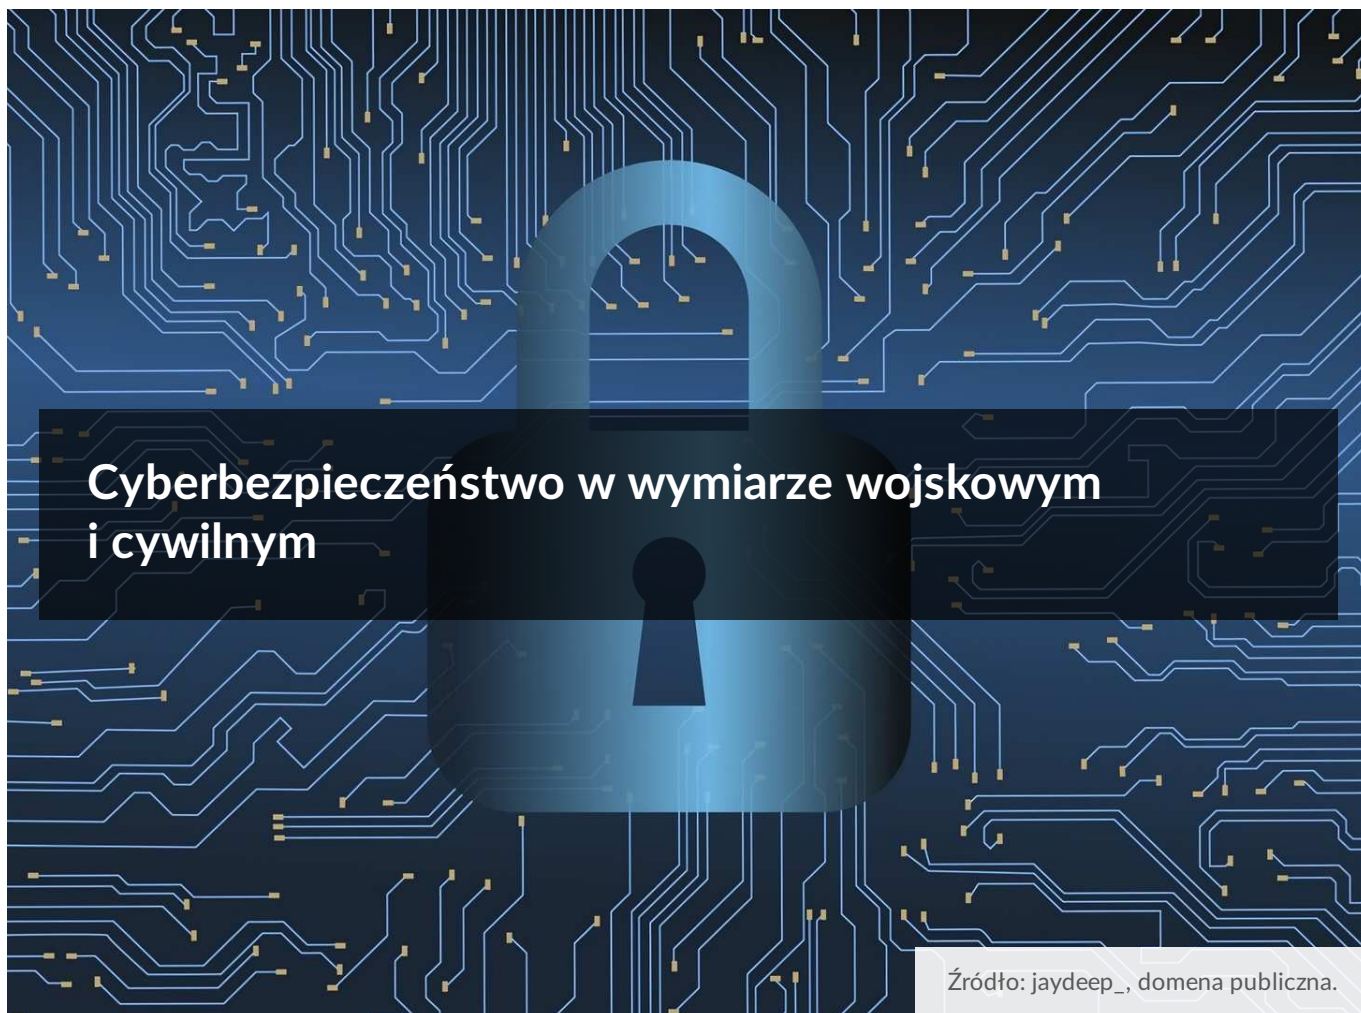 Cyberbezpieczeństwo w wymiarze wojskowym
i cywilnym
Źródło: jaydeep_, domena publiczna.